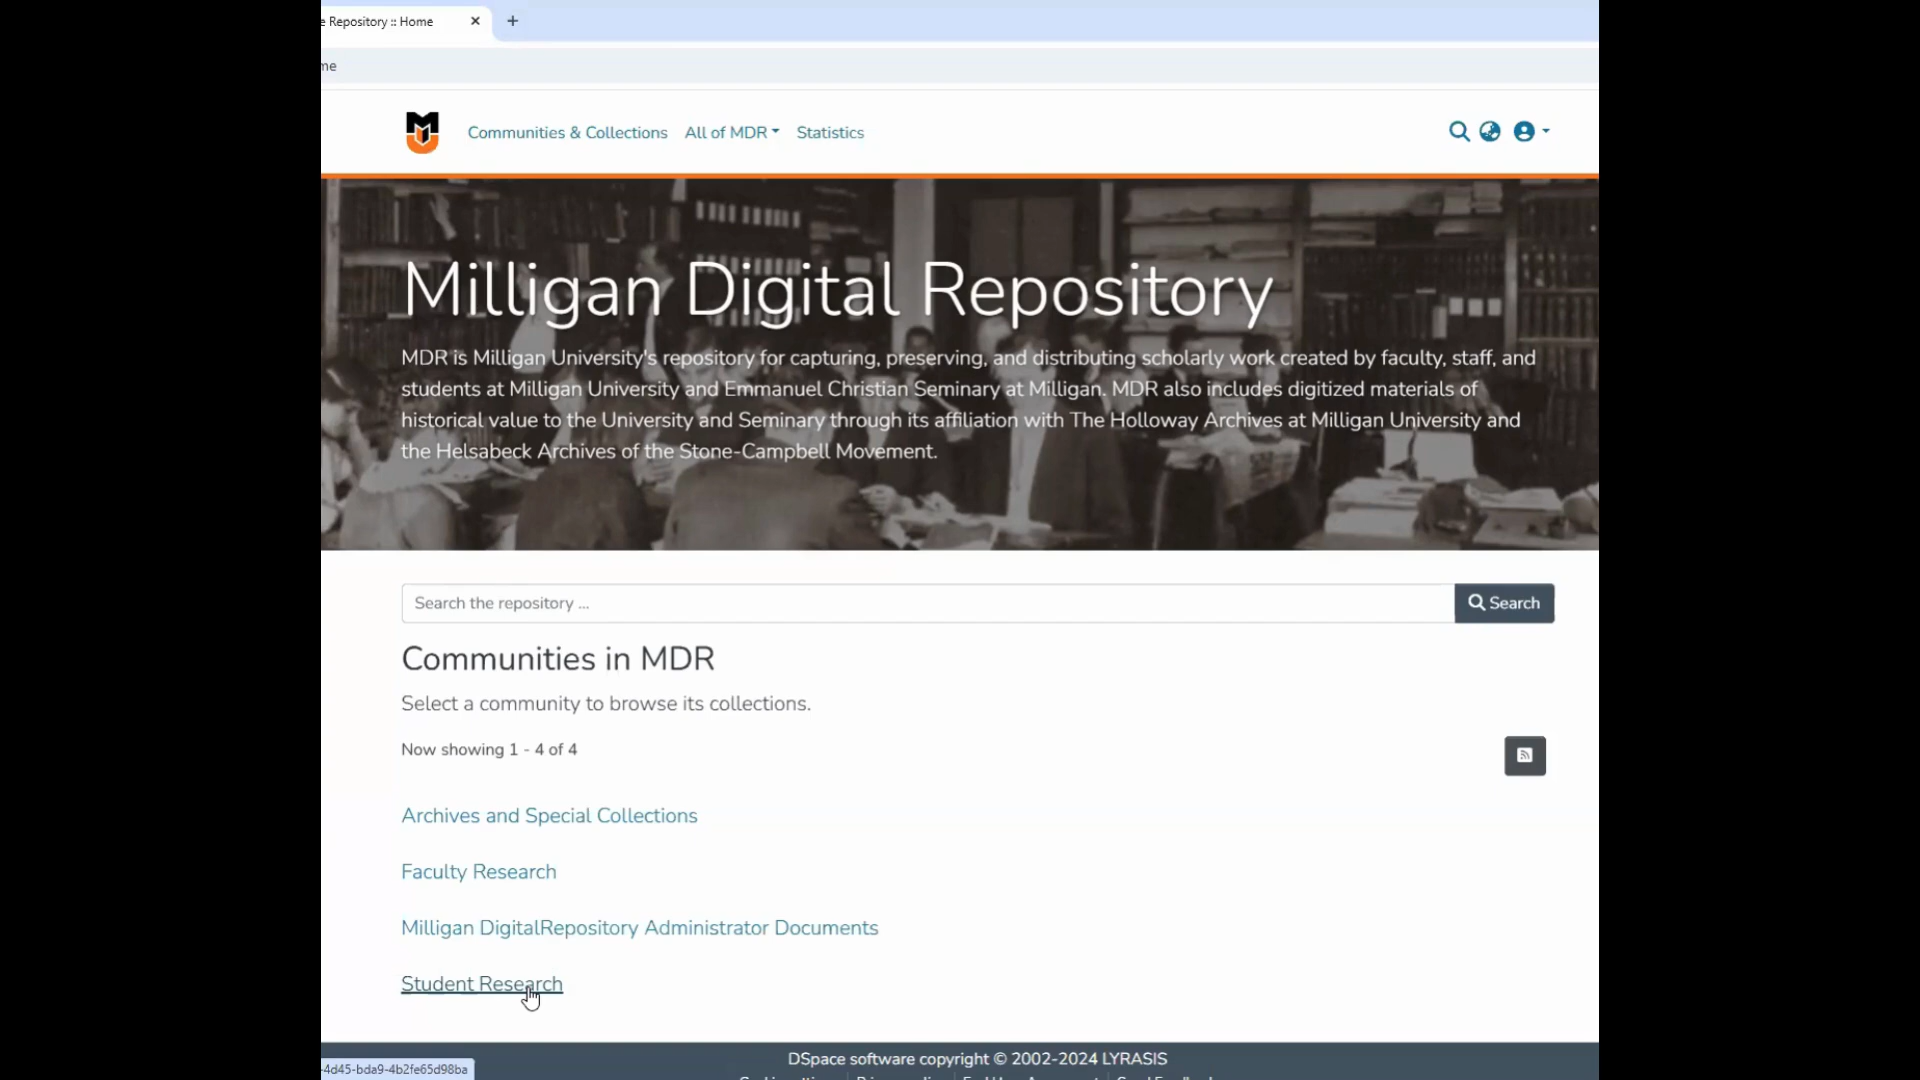 e Repository :: Home
me
Communities & Collections All of MDR Statistics
Milligan Digital Repository
MDR is Milligan University's repository for capturing, preserving, and distributing scholarly work created by faculty, staff, and
students at Milligan University and Emmanuel Christian Seminary at Milligan. MDR also includes digitized materials of
historical value to the University and Seminary through its affiliation with The Holloway Archives at Milligan University and
the Helsabeck Archives of the Stone-Campbell Movement.
Search the repository ...
Search
Communities in MDR
Select a community to browse its collections.
Now showing 1 - 4 of 4
Archives and Special Collections
Faculty Research
Milligan DigitalRepository Administrator Documents
Student Research
DSpace software copyright © 2002-2024 LYRASIS
-4d45-bda9-4b2fe65d98ba